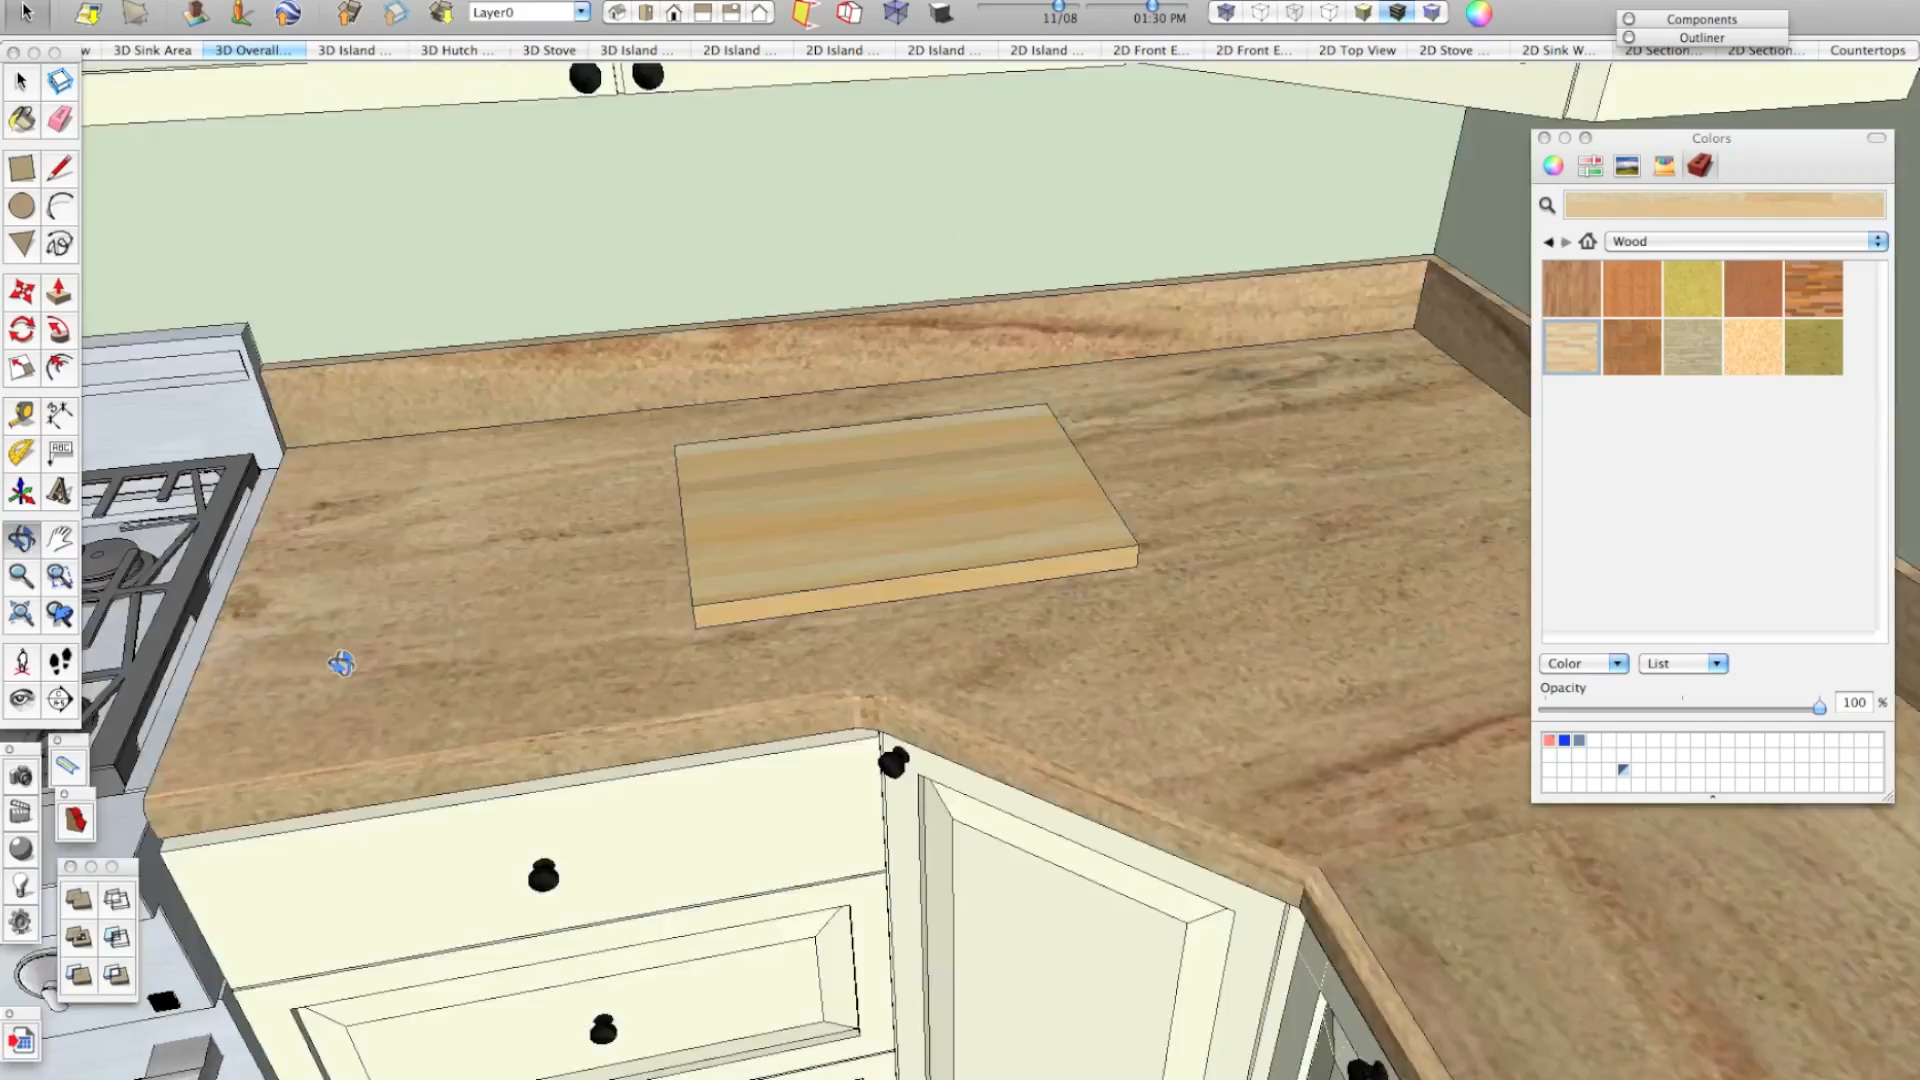 Layer0
11/08
01:30 PM
Components
Outliner
w
3D Sink Area
3D Overall...
3D Island ...
3D Hutch ...
3D Stove
3D Island ...
2D Island ...
2D Island ...
2D Island ...
2D Island ...
2D Front E...
2D Front E...
2D Top View
2D Stove ...
2D Sink W...
2D Section...
2D Section...
Countertops
Colors
Wood
ABC
A
Color
List
Opacity
100 %